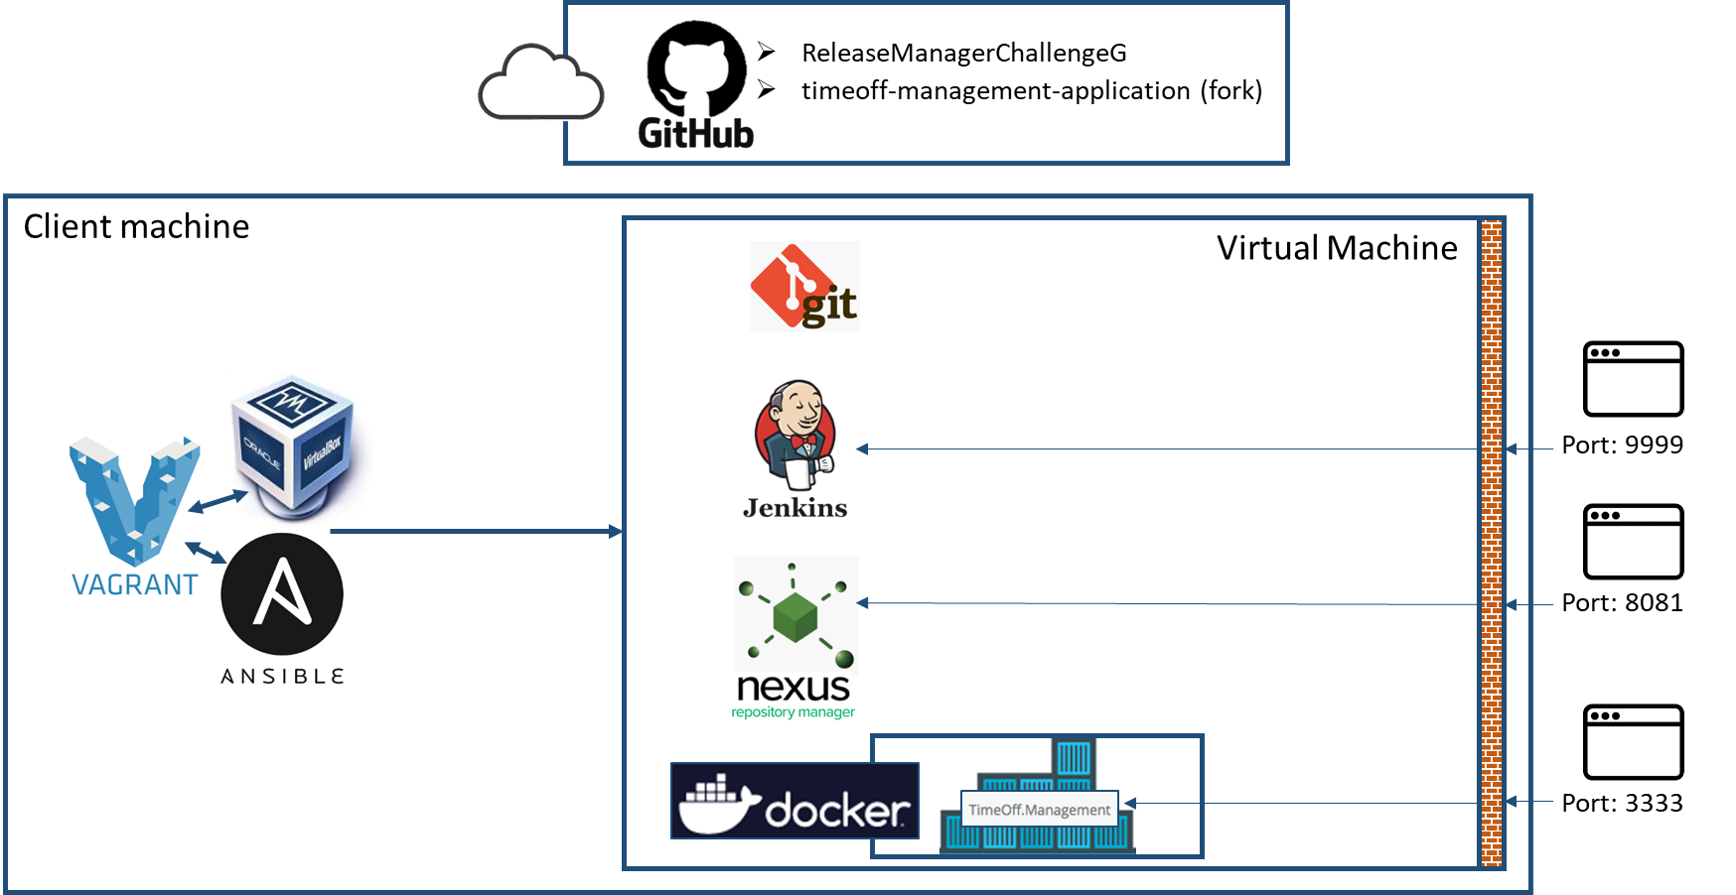 ReleaseManagerChallengeG
timeoff-management-application (fork)
GitHub
Client machine
Virtual Machine
git
ORACLE
VirtualBox
Port: 9999
Jenkins
VAGRANT
Port: 8081
ANSIBLE
nexus
repository manager
docker
TimeOff.Management
Port: 3333